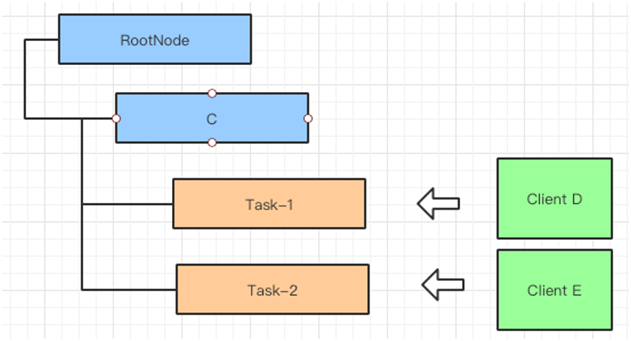 RootNode
C
Task-1
Client D
Task-2
Client E